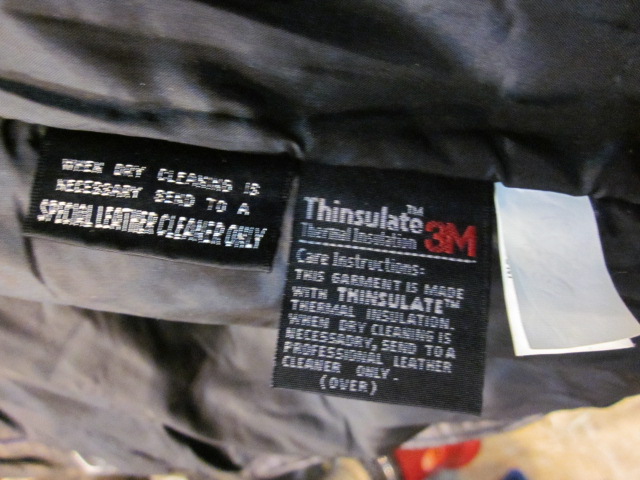 WHEN DRY CLEANING IS
NECESSARY SEND TO A
SPECIAL LEATHER CLEANER ONLY
Thinsulate™ 3M
Thermal Insulation
Care Instructions:
THIS GARMENT IS MADE
WITH THINSULATE™
THERMAL INSULATION.
WHEN DRY CLEANING IS
NECESSADRY, SEND TO A
PROFESSIONAL LEATHER
CLEANER ONLY.
(OVER)